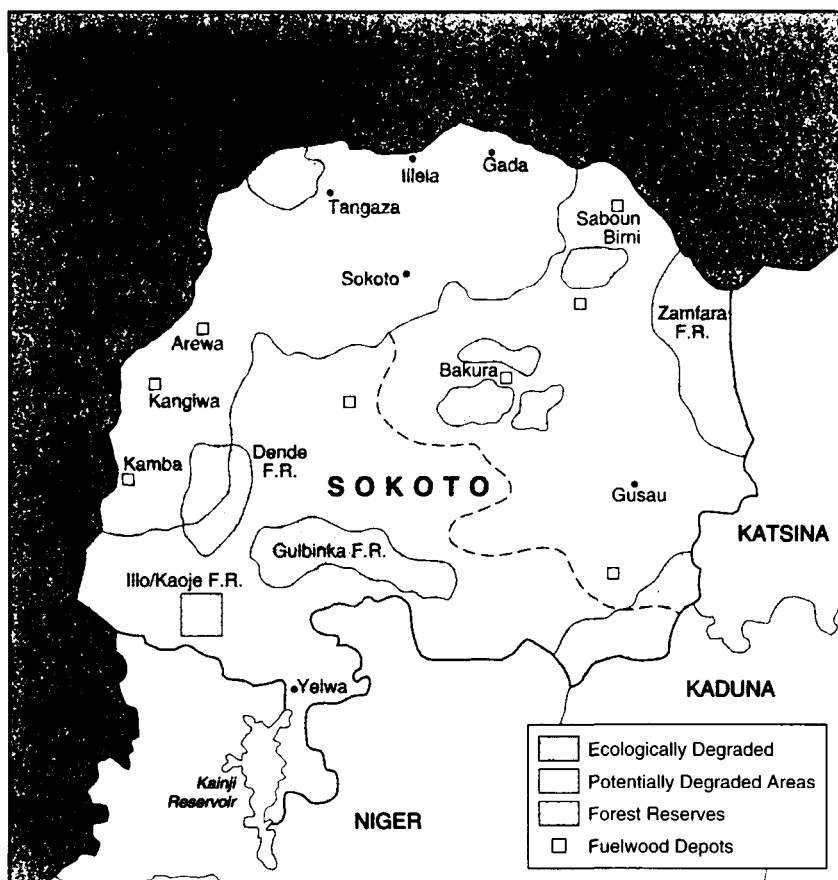 Illela
Gada
Tangaza
Saboun
Birni
Sokoto
Zamfara
F.R.
Arewa
Bakura
Kangiwa
Dende
F.R.
Kamba
SOKOTO
Gusau
KATSINA
Gulbinka F.R.
Illo/Kaoje F.R.
Yelwa
KADUNA
Kainji
Reservoir
NIGER
Ecologically Degraded
Potentially Degraded Areas
Forest Reserves
Fuelwood Depots